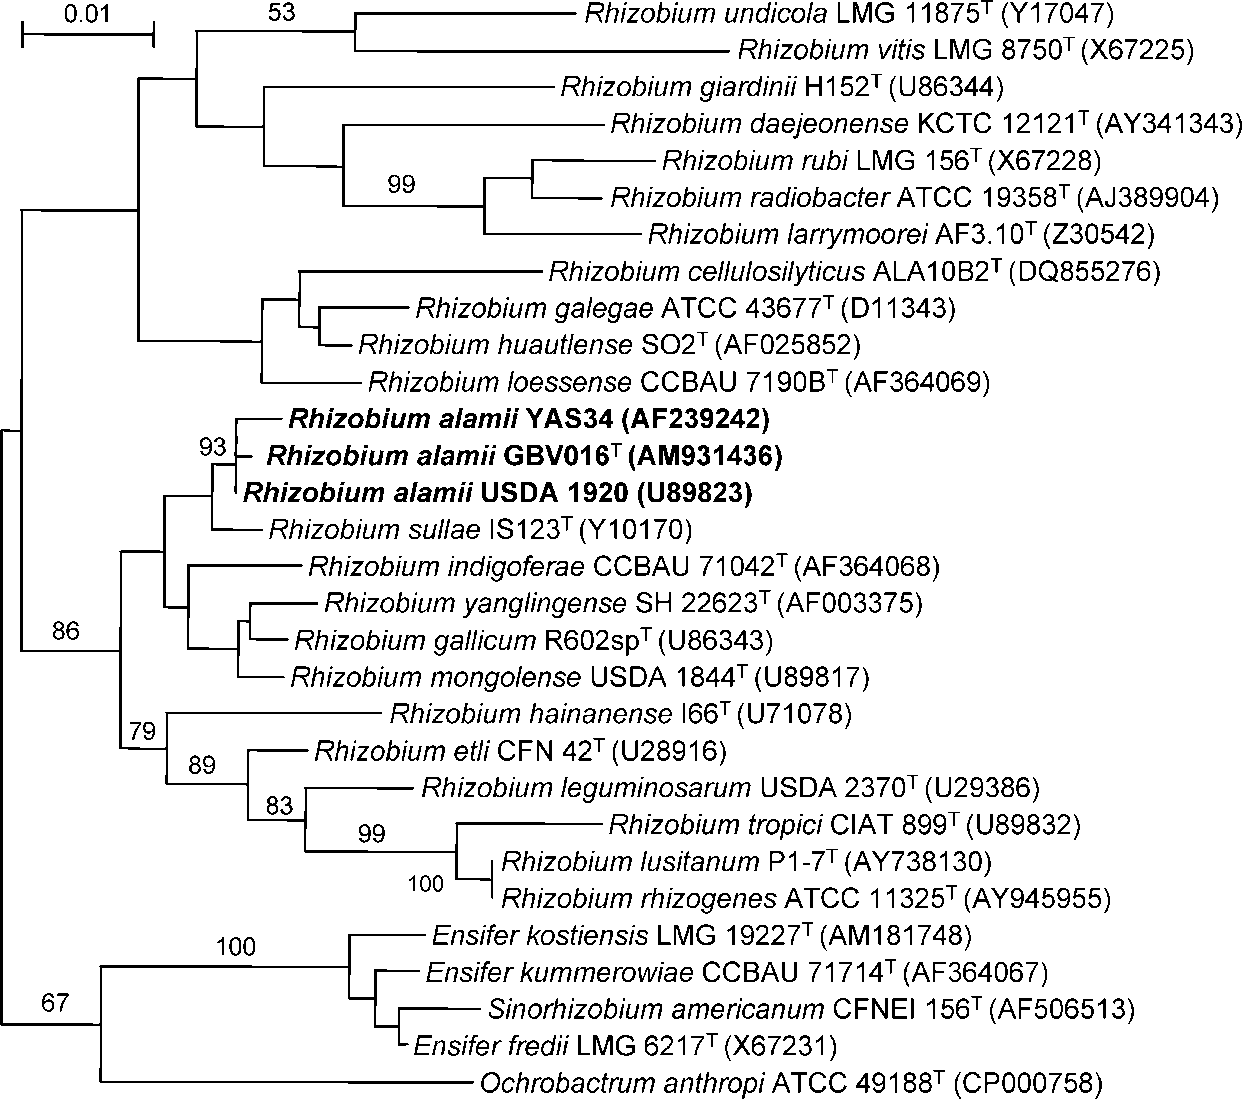 0.01
53
Rhizobium undicola LMG 11875T (Y17047)
Rhizobium vitis LMG 8750T (X67225)
Rhizobium giardinii H152T (U86344)
Rhizobium daejeonense KCTC 12121T (AY341343)
Rhizobium rubi LMG 156T (X67228)
99
Rhizobium radiobacter ATCC 19358T (AJ389904)
Rhizobium larrymoorei AF3.10T (Z30542)
Rhizobium cellulosilyticus ALA10B2T (DQ855276)
Rhizobium galegae ATCC 43677T (D11343)
Rhizobium huautlense SO2T (AF025852)
Rhizobium loessense CCBAU 7190BT (AF364069)
Rhizobium alamii YAS34 (AF239242)
93
Rhizobium alamii GBV016T (AM931436)
Rhizobium alamii USDA 1920 (U89823)
Rhizobium sullae IS123T (Y10170)
Rhizobium indigoferae CCBAU 71042T (AF364068)
Rhizobium yanglingense SH 22623T (AF003375)
86
Rhizobium gallicum R602spT (U86343)
Rhizobium mongolense USDA 1844T (U89817)
Rhizobium hainanense I66T (U71078)
79
Rhizobium etli CFN 42T (U28916)
89
Rhizobium leguminosarum USDA 2370T (U29386)
83
Rhizobium tropici CIAT 899T (U89832)
99
Rhizobium lusitanum P1-7T (AY738130)
100
Rhizobium rhizogenes ATCC 11325T (AY945955)
Ensifer kostiensis LMG 19227T (AM181748)
100
Ensifer kummerowiae CCBAU 71714T (AF364067)
67
Sinorhizobium americanum CFNEI 156T (AF506513)
Ensifer fredii LMG 6217T (X67231)
Ochrobactrum anthropi ATCC 49188T (CP000758)